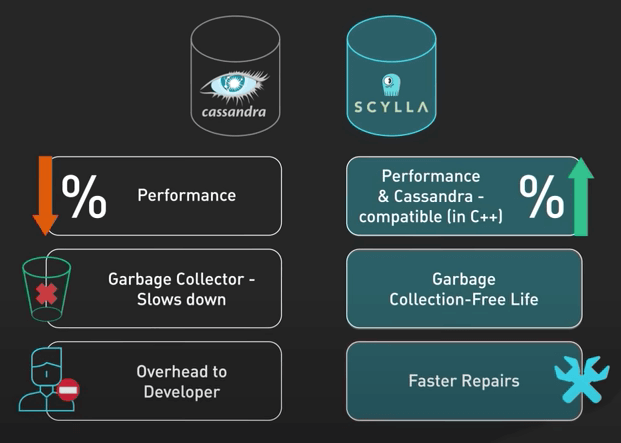 cassandra
SCYLLA
% Performance
Performance
& Cassandra -
compatible (in C++)
%
Garbage Collector -
Slows down
Garbage
Collection-Free Life
Overhead to
Developer
Faster Repairs